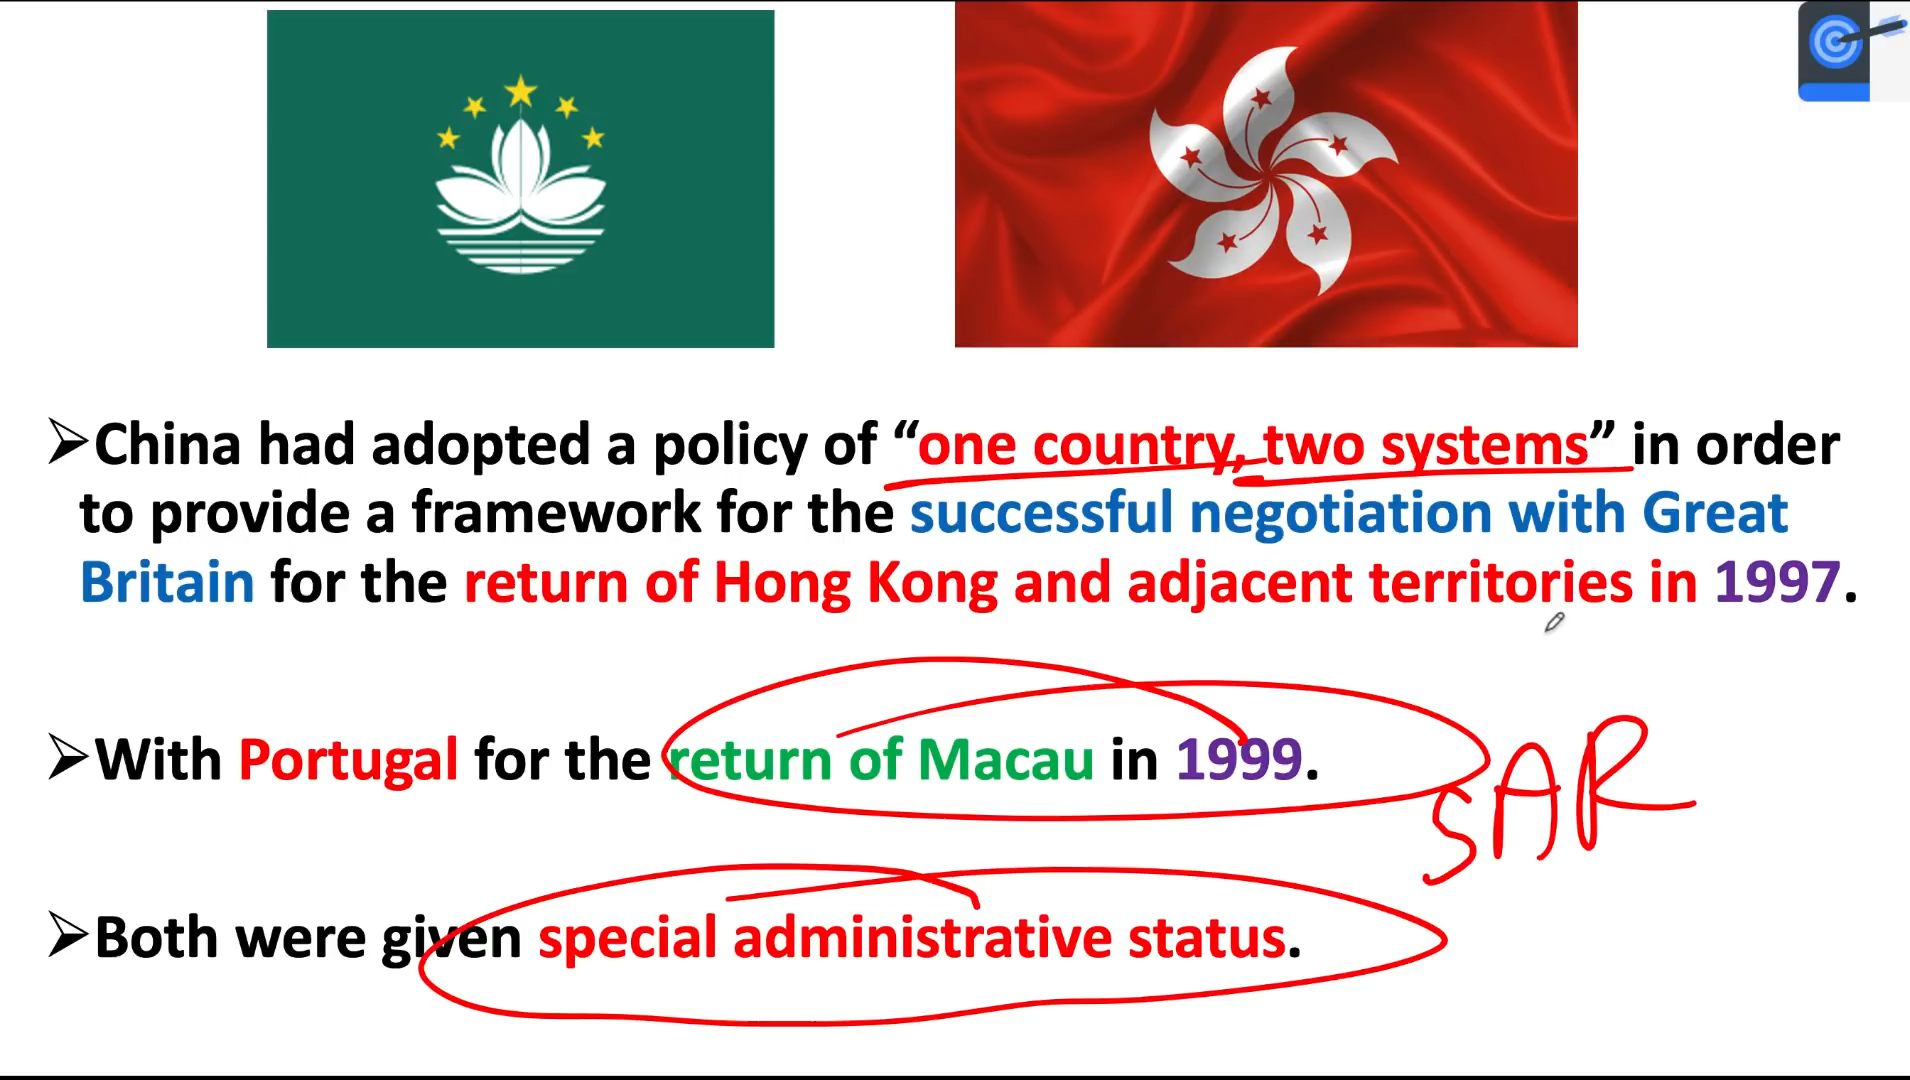 ➢China had adopted a policy of “one country, two systems” in order
to provide a framework for the successful negotiation with Great
Britain for the return of Hong Kong and adjacent territories in 1997.
➢With Portugal for the return of Macau in 1999.
SAR
➢Both were given special administrative status.